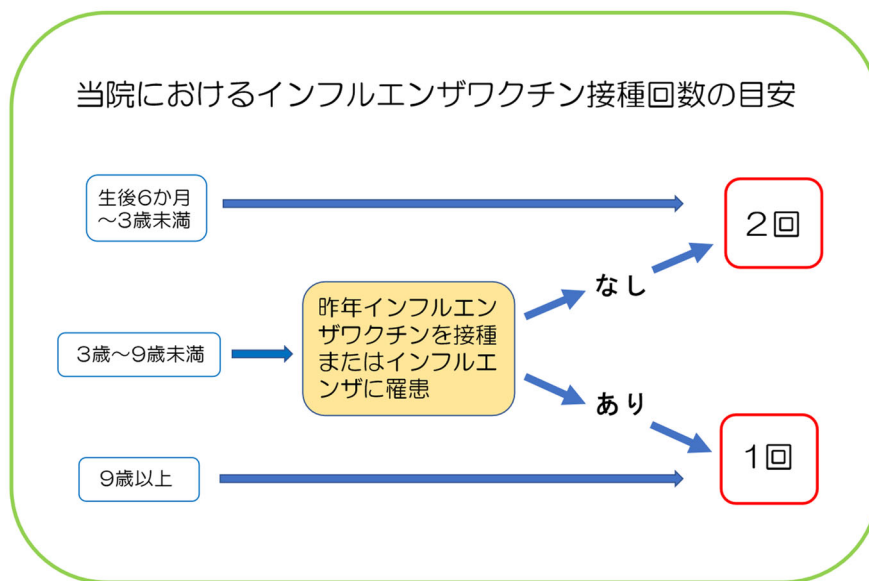 当院におけるインフルエンザワクチン接種回数の目安
生後6か月
～3歳未満
2回
なし
昨年インフルエン
ザワクチンを接種
またはインフルエ
ンザに罹患
3歳～9歳未満
あり
1回
9歳以上